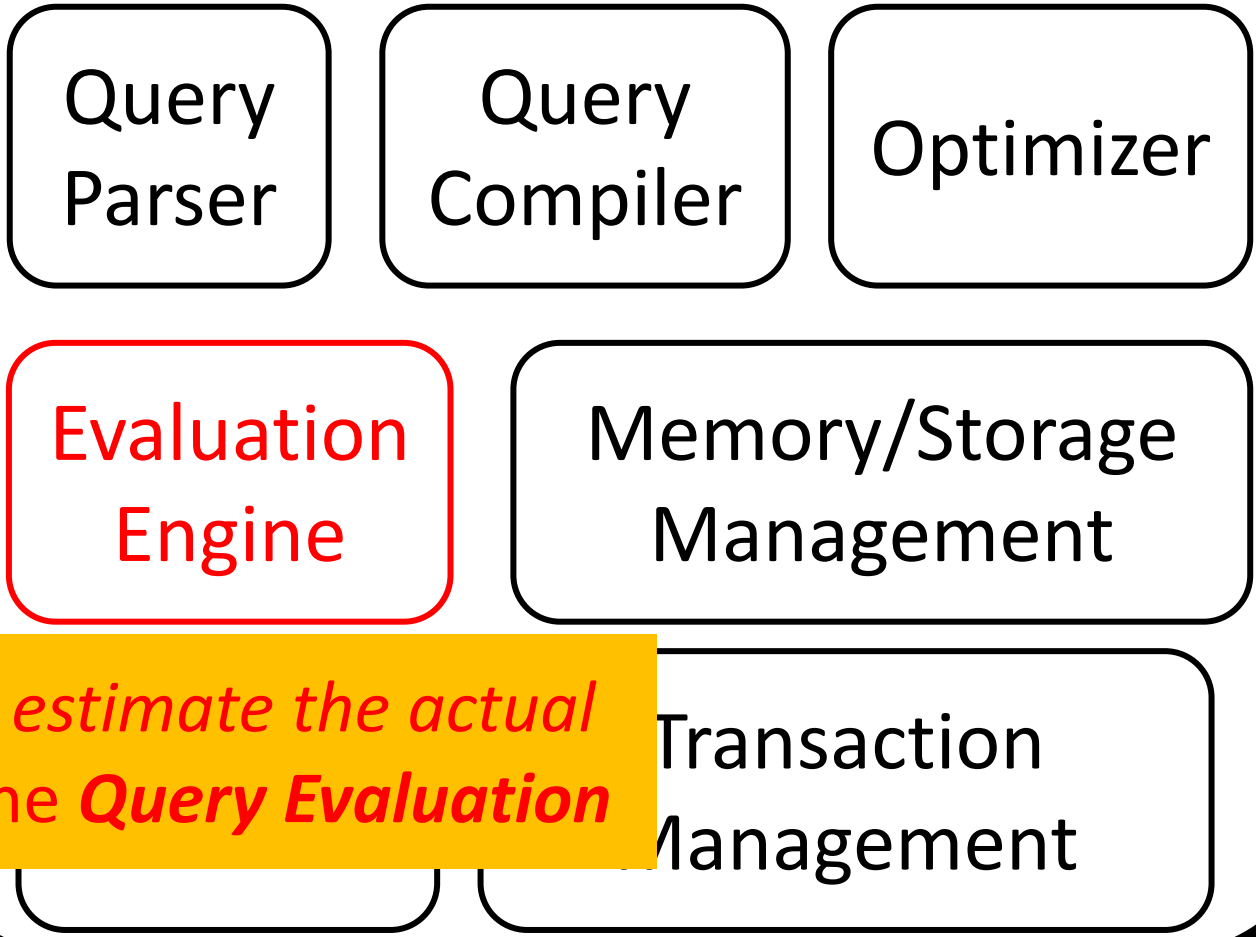 Query
Parser
Query
Compiler
Optimizer
Evaluation
Engine
Memory/Storage
Management
estimate the actual
Query Evaluation
Transaction
Management